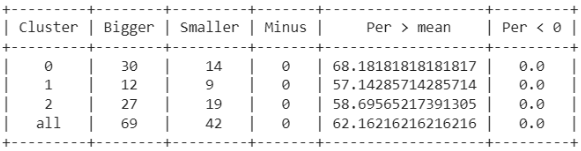 +---------+--------+---------+-------+-------------------+---------+
| Cluster | Bigger | Smaller | Minus |     Per > mean    | Per < 0 |
+---------+--------+---------+-------+-------------------+---------+
|    0    |   30   |    14   |   0   | 68.18181818181817 |   0.0   |
|    1    |   12   |    9    |   0   | 57.14285714285714 |   0.0   |
|    2    |   27   |    19   |   0   | 58.69565217391305 |   0.0   |
|   all   |   69   |    42   |   0   | 62.16216216216216 |   0.0   |
+---------+--------+---------+-------+-------------------+---------+